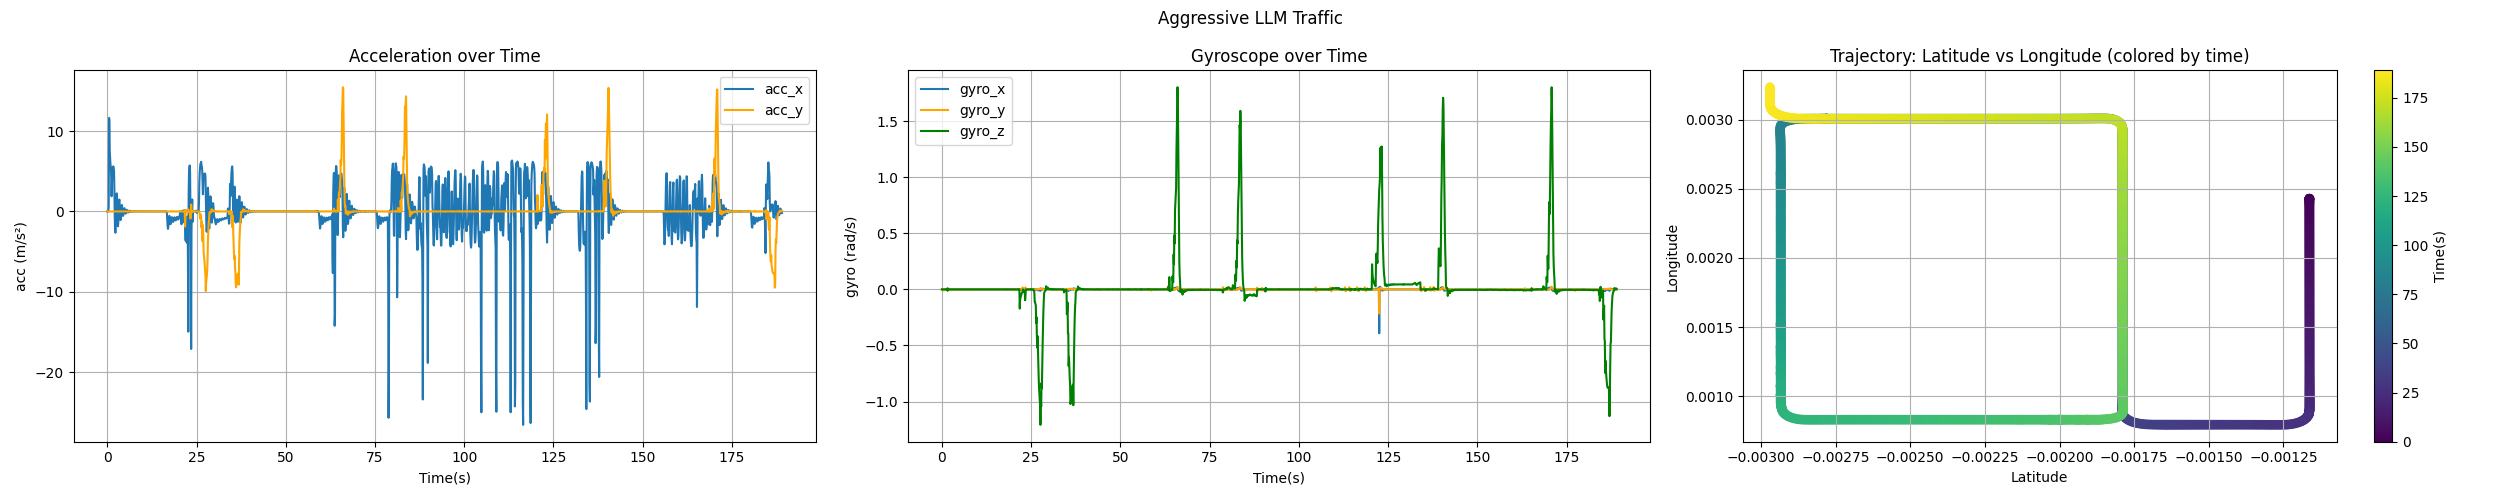 Aggressive LLM Traffic
Acceleration over Time
acc_x
acc_y
acc (m/s²)
10
0
−10
−20
0 25 50 75 100 125 150 175
Time(s)
Gyroscope over Time
gyro_x
gyro_y
gyro_z
gyro (rad/s)
1.5
1.0
0.5
0.0
−0.5
−1.0
0 25 50 75 100 125 150 175
Time(s)
Trajectory: Latitude vs Longitude (colored by time)
Longitude
0.0030
0.0025
0.0020
0.0015
0.0010
−0.00300 −0.00275 −0.00250 −0.00225 −0.00200 −0.00175 −0.00150 −0.00125
Latitude
175
150
125
100
75
50
25
0
Time(s)